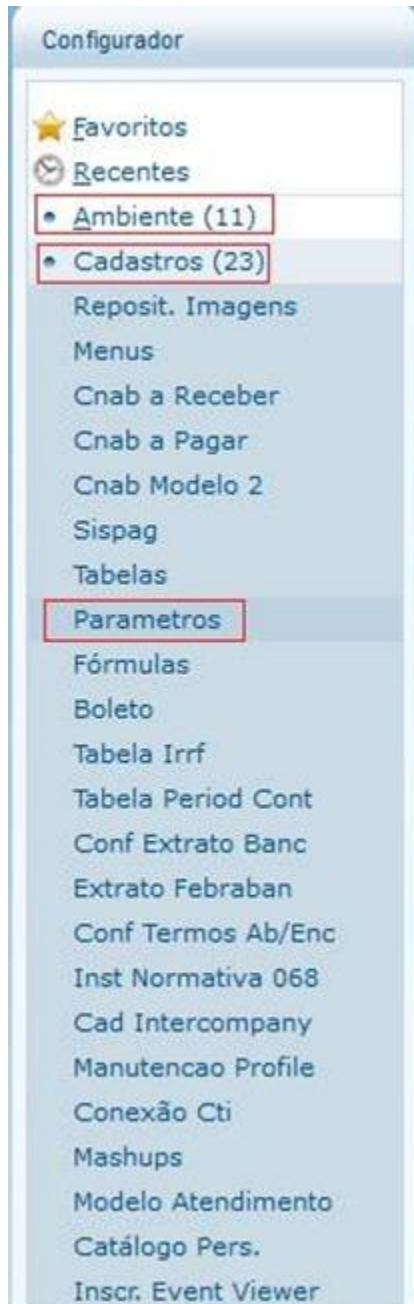 Configurador
Favoritos
Recentes
Ambiente (11)
Cadastros (23)
Reposit. Imagens
Menus
Cnab a Receber
Cnab a Pagar
Cnab Modelo 2
Sispag
Tabelas
Parametros
Fórmulas
Boleto
Tabela Irrf
Tabela Period Cont
Conf Extrato Banc
Extrato Febraban
Conf Termos Ab/Enc
Inst Normativa 068
Cad Intercompany
Manutencao Profile
Conexão Cti
Mashups
Modelo Atendimento
Catálogo Pers.
Inscr. Event Viewer